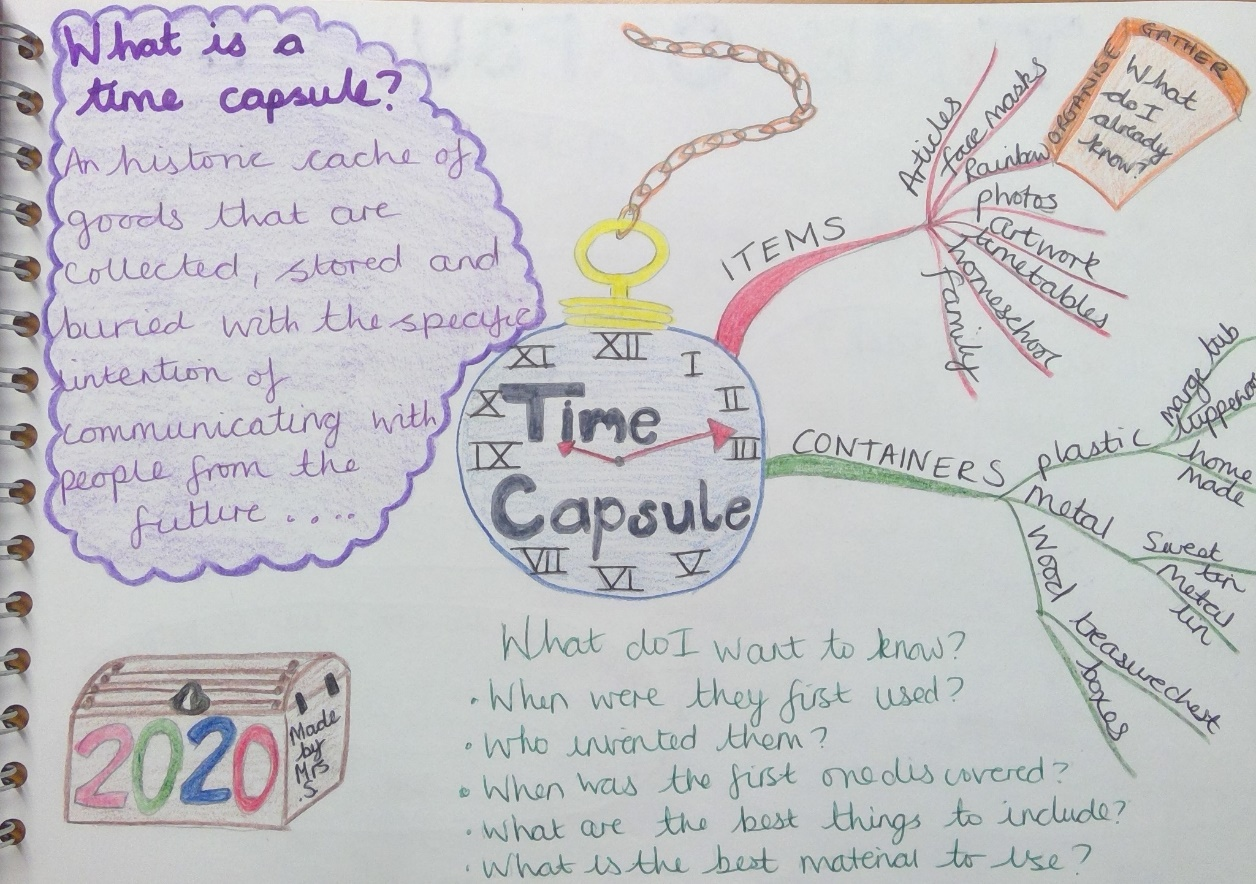 What is a
time capsule?
An historic cache of
goods that are
collected, stored and
buried with the specific
intention of
communicating with
people from the
future ....
XII
I
II
III
V
VI
VII
IX
X
XI
Time
Capsule
ITEMS
Articles
face masks
Rainbow
photos
artwork
timetables
homeschool
family
ORGANISE
GATHER
What
do I
already
know?
CONTAINERS
plastic
marge tub
home
made
Metal
Sweet
tin
Metal
tin
Wood
treasure chest
boxes
2020
Made
by
Mrs
S.
What do I want to know?
· When were they first used?
· Who invented them?
· When was the first one discovered?
· What are the best things to include?
· What is the best material to use?